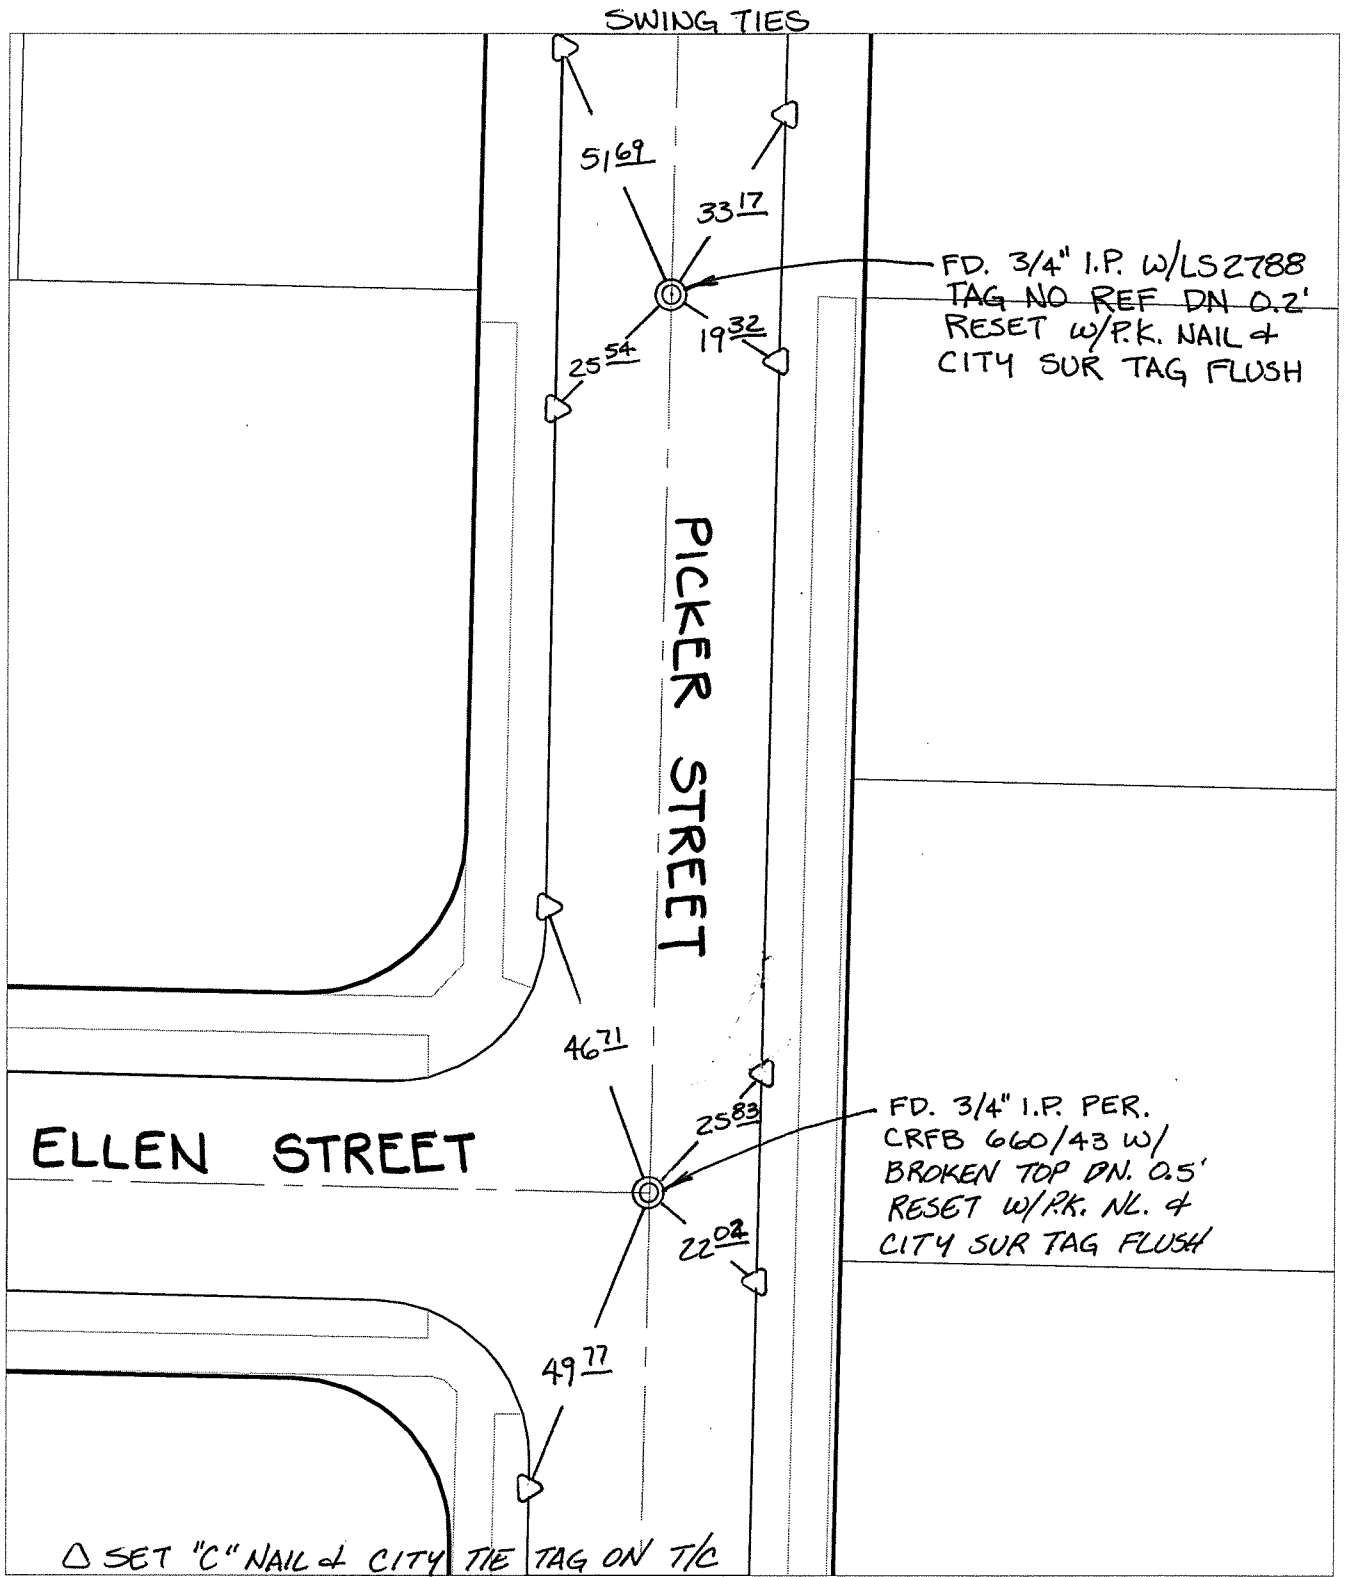 SWING TIES
51 69
33 17
FD. 3/4" I.P. W/LS2788
TAG NO REF DN 0.2'
RESET W/P.K. NAIL &
CITY SUR TAG FLUSH
19 32
25 54
PICKER STREET
46 71
25 83
FD. 3/4" I.P. PER.
CRFB 660/43 W/
BROKEN TOP DN. 0.5'
RESET W/P.K. NL. &
CITY SUR TAG FLUSH
ELLEN STREET
22 02
49 77
△ SET "C" NAIL & CITY TIE TAG ON T/C